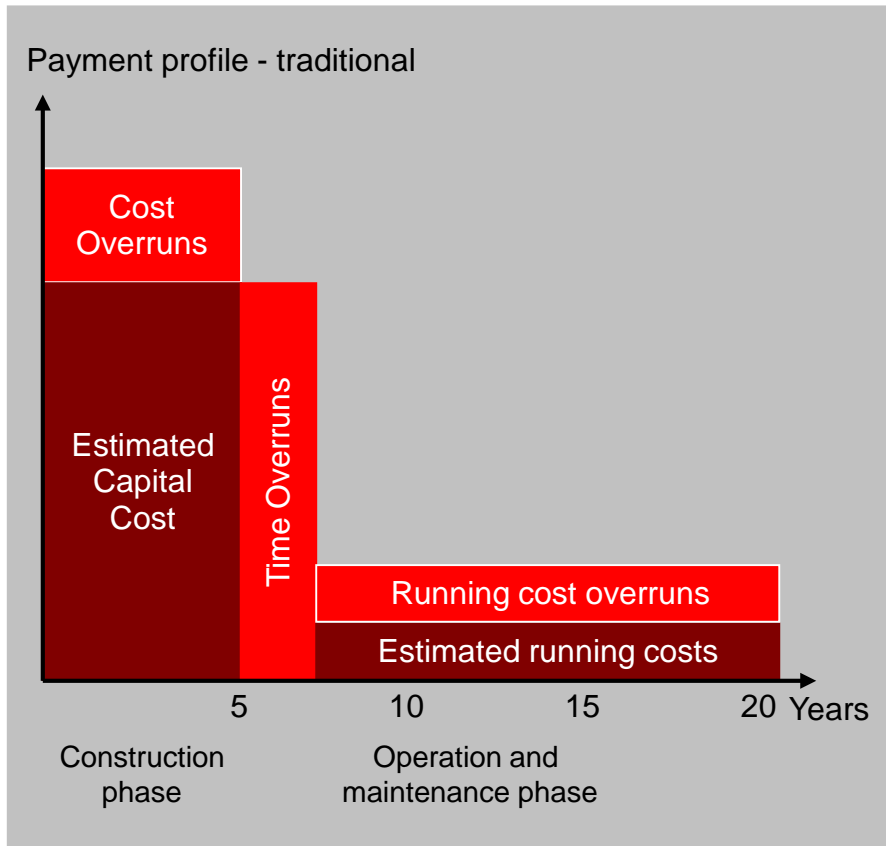 Payment profile - traditional
Cost
Overruns
Estimated
Capital
Cost
Time Overruns
Running cost overruns
Estimated running costs
5 10 15 20 Years
Construction
phase
Operation and
maintenance phase